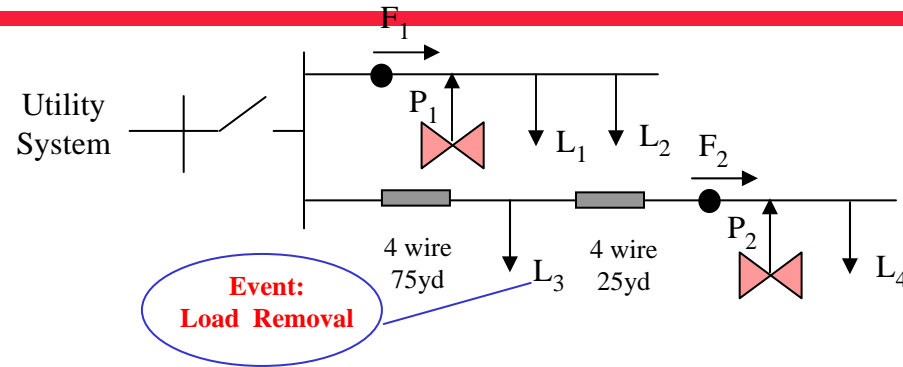 F₁
Utility
System
P₁
L₁
L₂
F₂
4 wire
75yd
L₃
4 wire
25yd
P₂
L₄
Event:
Load Removal